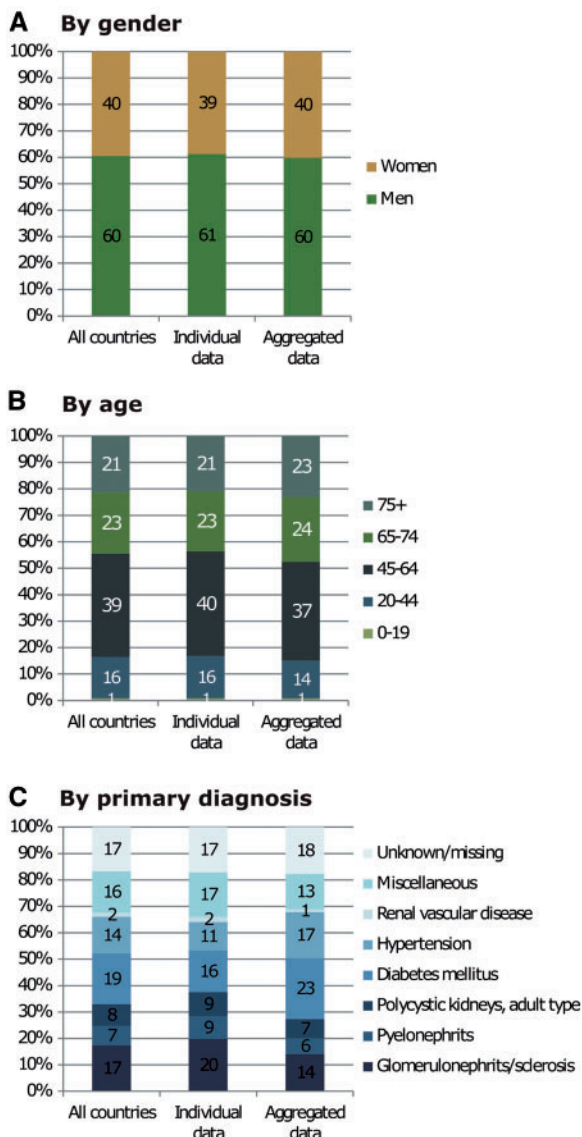 A By gender
100%
90%
80%
70%
60%
50%
40%
30%
20%
10%
0%
40 39 40
60 61 60
Women
Men
All countries Individual data Aggregated data
B By age
100%
90%
80%
70%
60%
50%
40%
30%
20%
10%
0%
21 21 23
23 23 24
39 40 37
16 16 14
1 1 1
75+
65-74
45-64
20-44
0-19
All countries Individual data Aggregated data
C By primary diagnosis
100%
90%
80%
70%
60%
50%
40%
30%
20%
10%
0%
17 17 18
16 17 13
2 2 1
14 11 17
19 16 23
8 9 7
7 9 6
17 20 14
Unknown/missing
Miscellaneous
Renal vascular disease
Hypertension
Diabetes mellitus
Polycystic kidneys, adult type
Pyelonephrits
Glomerulonephrits/sclerosis
All countries Individual data Aggregated data